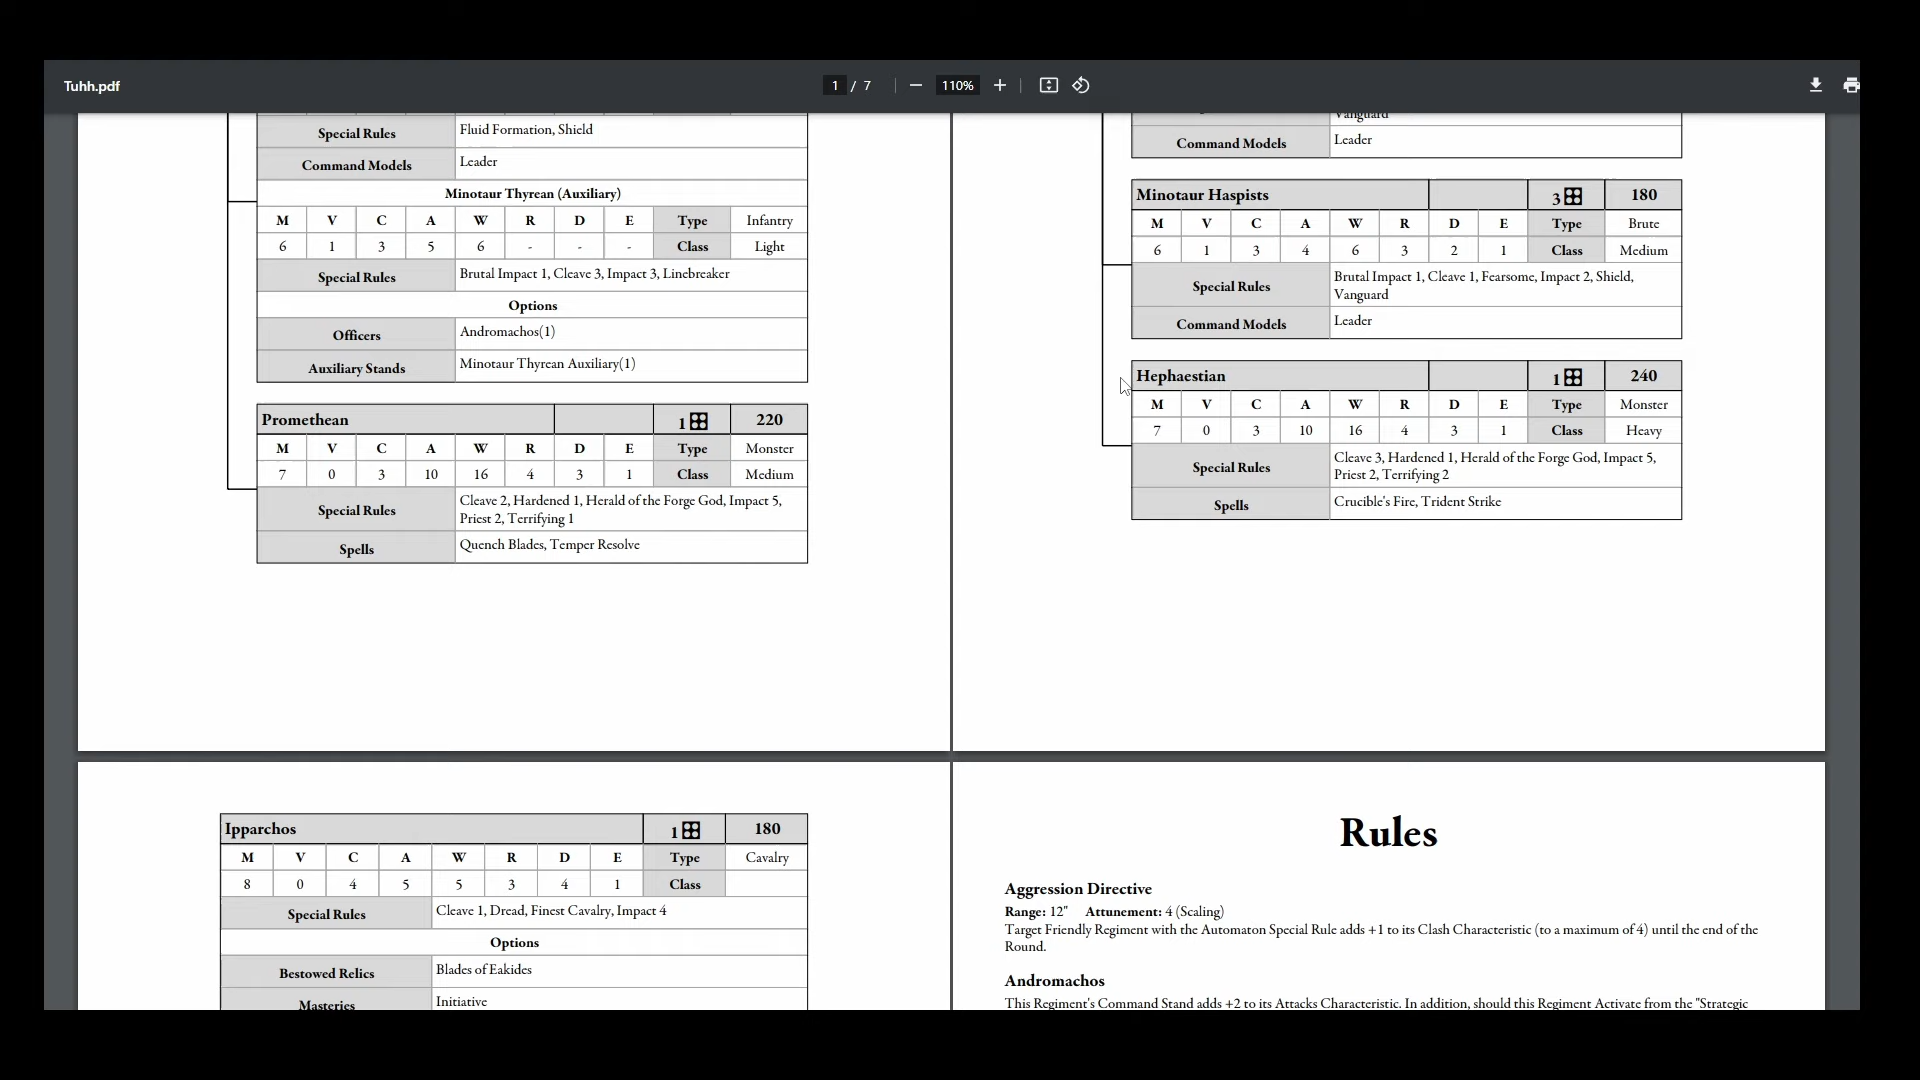 Tuhh.pdf
1 / 7
110%
Special Rules Fluid Formation, Shield
Command Models Leader
Minotaur Thyrean (Auxiliary)
M V C A W R D E Type Infantry
6 1 3 5 6 - - - Class Light
Special Rules Brutal Impact 1, Cleave 3, Impact 3, Linebreaker
Options
Officers Andromachos(1)
Auxiliary Stands Minotaur Thyrean Auxiliary(1)
Promethean 1 220
M V C A W R D E Type Monster
7 0 3 10 16 4 3 1 Class Medium
Special Rules Cleave 2, Hardened 1, Herald of the Forge God, Impact 5,
Priest 2, Terrifying 1
Spells Quench Blades, Temper Resolve
Vanguard
Command Models Leader
Minotaur Haspists 3 180
M V C A W R D E Type Brute
6 1 3 4 6 3 2 1 Class Medium
Special Rules Brutal Impact 1, Cleave 1, Fearsome, Impact 2, Shield,
Vanguard
Command Models Leader
Hephaestian 1 240
M V C A W R D E Type Monster
7 0 3 10 16 4 3 1 Class Heavy
Special Rules Cleave 3, Hardened 1, Herald of the Forge God, Impact 5,
Priest 2, Terrifying 2
Spells Crucible's Fire, Trident Strike
Ipparchos 1 180
M V C A W R D E Type Cavalry
8 0 4 5 5 3 4 1 Class
Special Rules Cleave 1, Dread, Finest Cavalry, Impact 4
Options
Bestowed Relics Blades of Eakides
Masteries Initiative
Rules
Aggression Directive
Range: 12" Attunement: 4 (Scaling)
Target Friendly Regiment with the Automaton Special Rule adds +1 to its Clash Characteristic (to a maximum of 4) until the end of the
Round.
Andromachos
This Regiment's Command Stand adds +2 to its Attacks Characteristic. In addition, should this Regiment Activate from the "Strategic